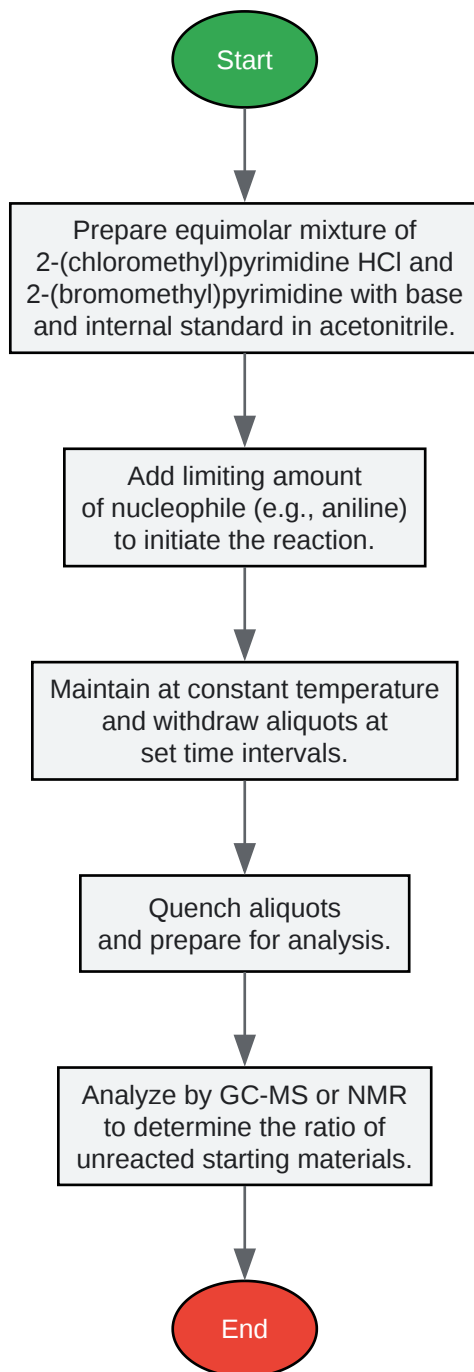 Start
Prepare equimolar mixture of
2-(chloromethyl)pyrimidine HCl and
2-(bromomethyl)pyrimidine with base
and internal standard in acetonitrile.
Add limiting amount
of nucleophile (e.g., aniline)
to initiate the reaction.
Maintain at constant temperature
and withdraw aliquots at
set time intervals.
Quench aliquots
and prepare for analysis.
Analyze by GC-MS or NMR
to determine the ratio of
unreacted starting materials.
End